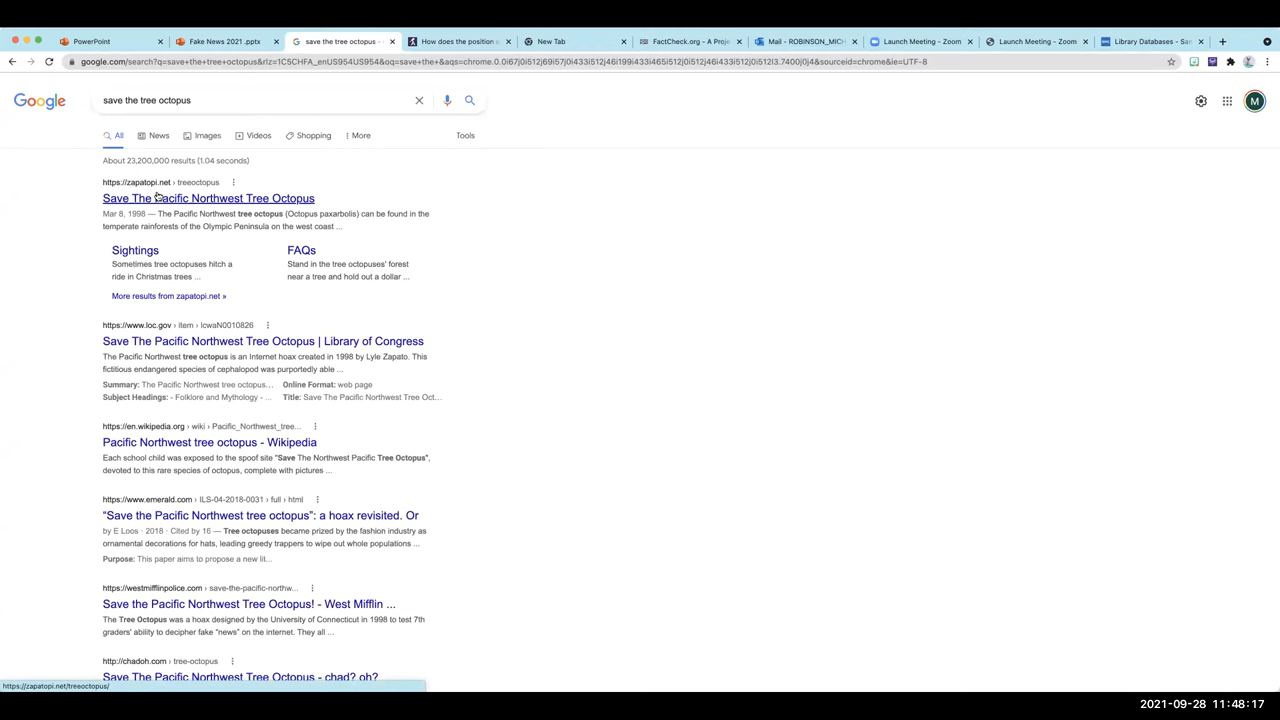 PowerPoint
Fake News 2021 .pptx
save the tree octopus -
How does the position o
New Tab
FactCheck.org - A Proje
Mail - ROBINSON_MICH
Launch Meeting - Zoom
Launch Meeting - Zoom
Library Databases - San
google.com/search?q=save+the+tree+octopus&rlz=1C5CHFA_enUS954US954&oq=save+the+&aqs=chrome.0.0i67j0i512j69i57j0i433i512j46i199i433i465i512j0i512j46i433i512j0i512l3.7400j0j4&sourceid=chrome&ie=UTF-8
Google
save the tree octopus
M
All
News
Images
Videos
Shopping
More
Tools
About 23,200,000 results (1.04 seconds)
https://zapatopi.net › treeoctopus
Save The Pacific Northwest Tree Octopus
Mar 8, 1998 — The Pacific Northwest tree octopus (Octopus paxarbolis) can be found in the
temperate rainforests of the Olympic Peninsula on the west coast ...
Sightings
Sometimes tree octopuses hitch a
ride in Christmas trees ...
FAQs
Stand in the tree octopuses' forest
near a tree and hold out a dollar ...
More results from zapatopi.net »
https://www.loc.gov › item › lcwaN0010826
Save The Pacific Northwest Tree Octopus | Library of Congress
The Pacific Northwest tree octopus is an Internet hoax created in 1998 by Lyle Zapato. This
fictitious endangered species of cephalopod was purportedly able ...
Summary: The Pacific Northwest tree octopus... Online Format: web page
Subject Headings: - Folklore and Mythology - ... Title: Save The Pacific Northwest Tree Oct...
https://en.wikipedia.org › wiki › Pacific_Northwest_tree...
Pacific Northwest tree octopus - Wikipedia
Each school child was exposed to the spoof site "Save The Northwest Pacific Tree Octopus",
devoted to this rare species of octopus, complete with pictures ...
https://www.emerald.com › ILS-04-2018-0031 › full › html
“Save the Pacific Northwest tree octopus”: a hoax revisited. Or
by E Loos · 2018 · Cited by 16 — Tree octopuses became prized by the fashion industry as
ornamental decorations for hats, leading greedy trappers to wipe out whole populations ...
Purpose: This paper aims to propose a new lit...
https://westmifflinpolice.com › save-the-pacific-northw...
Save the Pacific Northwest Tree Octopus! - West Mifflin ...
The Tree Octopus was a hoax designed by the University of Connecticut in 1998 to test 7th
graders' ability to decipher fake “news” on the internet. They all ...
http://chadoh.com › tree-octopus
Save The Pacific Northwest Tree Octopus - chad? oh?
https://zapatopi.net/treeoctopus/
2021-09-28 11:48:17